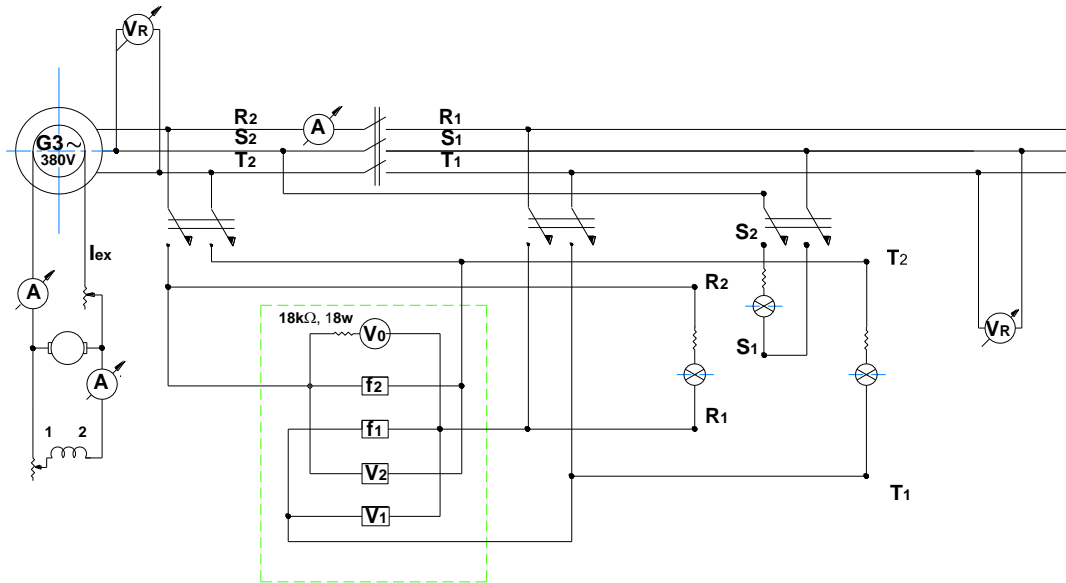 VR
R2
S2
T2
A
R1
S1
T1
G3~
380V
Iex
S2
T2
R2
A
18kΩ, 18w
V0
S1
VR
A
f2
R1
1 2
f1
V2
T1
V1